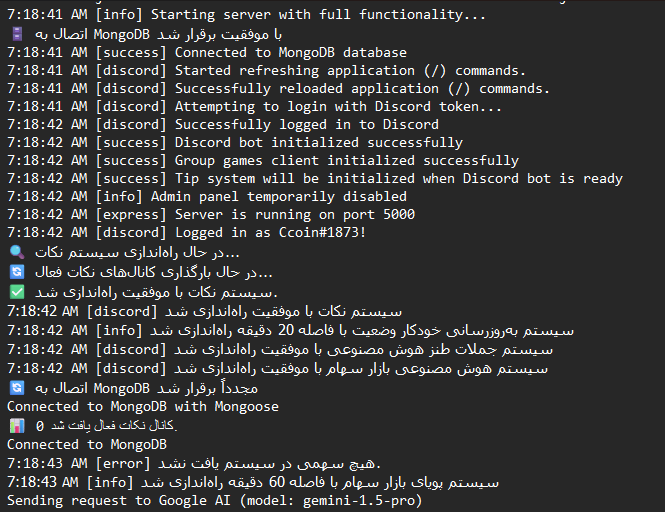 7:18:41 AM [info] Starting server with full functionality...
🗄️ اتصال به MongoDB با موفقیت برقرار شد
7:18:41 AM [success] Connected to MongoDB database
7:18:41 AM [discord] Started refreshing application (/) commands.
7:18:41 AM [discord] Successfully reloaded application (/) commands.
7:18:41 AM [discord] Attempting to login with Discord token...
7:18:42 AM [discord] Successfully logged in to Discord
7:18:42 AM [success] Discord bot initialized successfully
7:18:42 AM [success] Group games client initialized successfully
7:18:42 AM [success] Tip system will be initialized when Discord bot is ready
7:18:42 AM [info] Admin panel temporarily disabled
7:18:42 AM [express] Server is running on port 5000
7:18:42 AM [discord] Logged in as Ccoin#1873!
🔍 در حال راه‌اندازی سیستم نکات...
🔄 در حال بارگذاری کانال‌های نکات فعال...
✅ سیستم نکات با موفقیت راه‌اندازی شد.
7:18:42 AM [discord] سیستم نکات با موفقیت راه‌اندازی شد
7:18:42 AM [info] سیستم به‌روزرسانی خودکار وضعیت با فاصله 20 دقیقه راه‌اندازی شد
7:18:42 AM [discord] سیستم جملات طنز هوش مصنوعی با موفقیت راه‌اندازی شد
7:18:42 AM [discord] سیستم هوش مصنوعی بازار سهام با موفقیت راه‌اندازی شد
🔄 اتصال به MongoDB مجدداً برقرار شد
Connected to MongoDB with Mongoose
📊 0 کانال نکات فعال یافت شد.
Connected to MongoDB
7:18:43 AM [error] هیچ سهمی در سیستم یافت نشد.
7:18:43 AM [info] سیستم پویای بازار سهام با فاصله 60 دقیقه راه‌اندازی شد
Sending request to Google AI (model: gemini-1.5-pro)